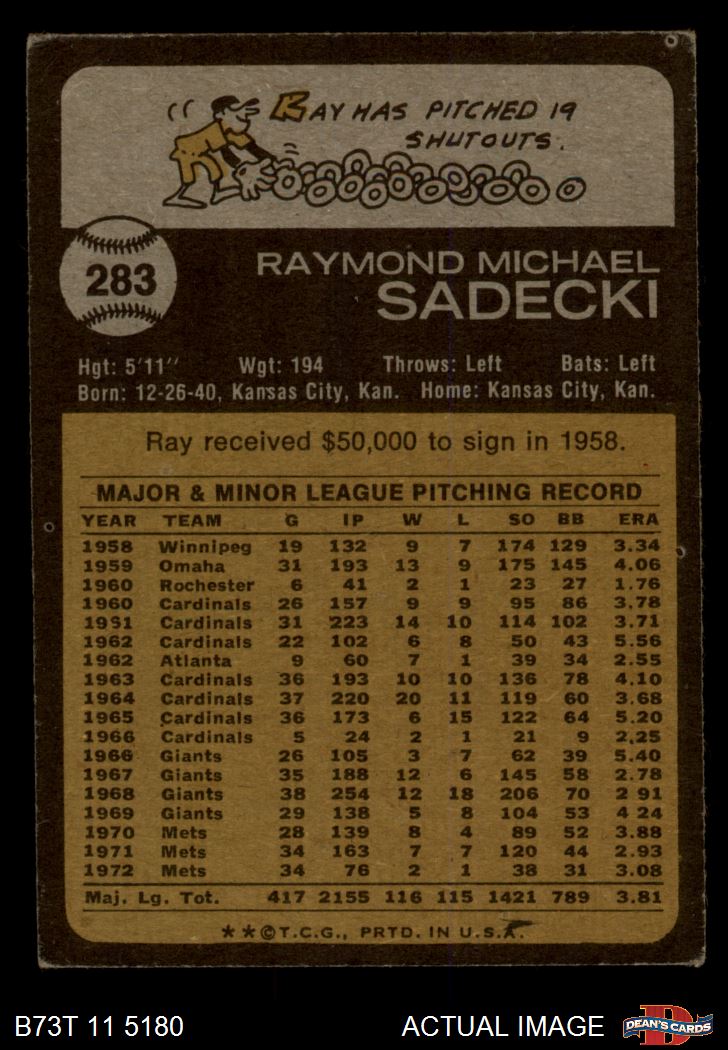 RAY HAS PITCHED 19
SHUTOUTS.
283
RAYMOND MICHAEL
SADECKI
Hgt: 5'11" Wgt: 194 Throws: Left Bats: Left
Born: 12-26-40, Kansas City, Kan. Home: Kansas City, Kan.
Ray received $50,000 to sign in 1958.
MAJOR & MINOR LEAGUE PITCHING RECORD
YEAR TEAM G IP W L SO BB ERA
1958 Winnipeg 19 132 9 7 174 129 3.34
1959 Omaha 31 193 13 9 175 145 4.06
1960 Rochester 6 41 2 1 23 27 1.76
1960 Cardinals 26 157 9 9 95 86 3.78
1961 Cardinals 31 223 14 10 114 102 3.71
1962 Cardinals 22 102 6 8 50 43 5.56
1962 Atlanta 9 60 7 1 39 34 2.55
1963 Cardinals 36 193 10 10 136 78 4.10
1964 Cardinals 37 220 20 11 119 60 3.68
1965 Cardinals 36 173 6 15 122 64 5.20
1966 Cardinals 5 24 2 1 21 9 2.25
1966 Giants 26 105 3 7 62 39 5.40
1967 Giants 35 188 12 6 145 58 2.78
1968 Giants 38 254 12 18 206 70 2 91
1969 Giants 29 138 5 8 104 53 4 24
1970 Mets 28 139 8 4 89 52 3.88
1971 Mets 34 163 7 7 120 44 2.93
1972 Mets 34 76 2 1 38 31 3.08
Maj. Lg. Tot. 417 2155 116 115 1421 789 3.81
**©T.C.G., PRTD. IN U.S.A.
B73T 11 5180 ACTUAL IMAGE
DEAN'S CARDS